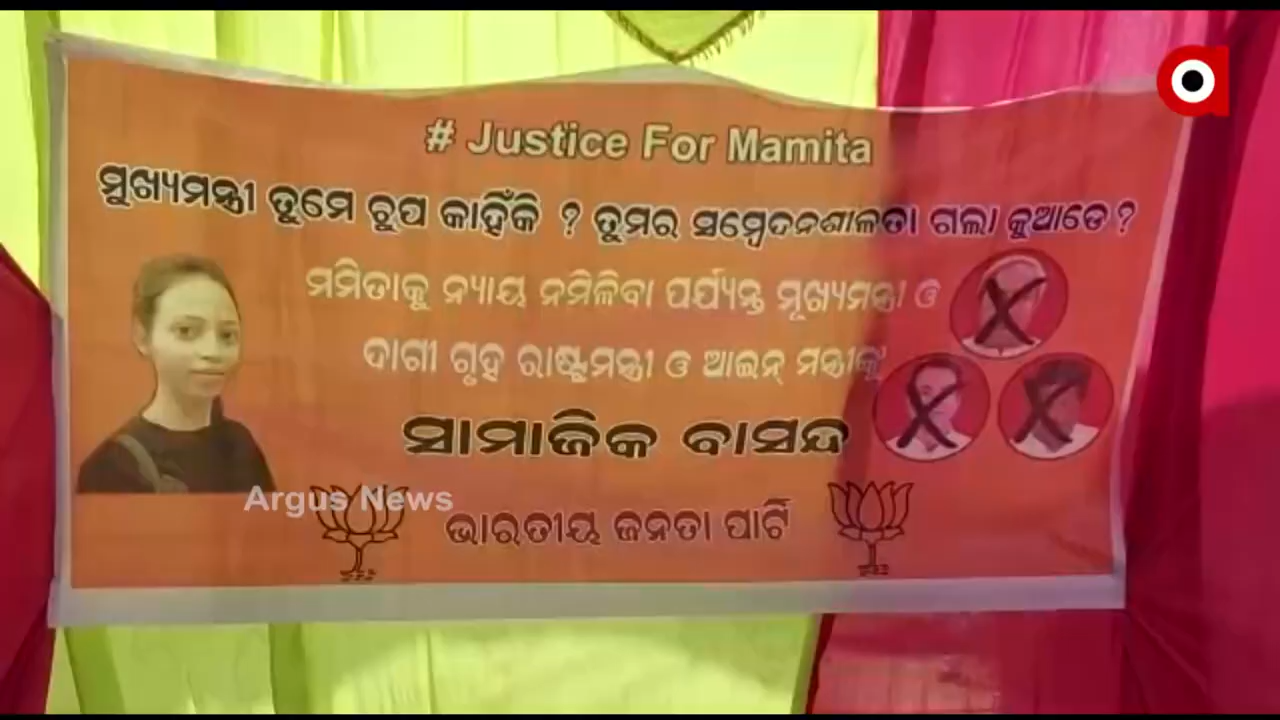 # Justice For Mamita
ମୁଖ୍ୟମନ୍ତ୍ରୀ ତୁମେ ଚୁପ କାହିଁକି ? ତୁମର ସମ୍ବେଦନଶୀଳତା ଗଲା କୁଆଡେ ?
ମମିତାକୁ ନ୍ୟାୟ ନମିଳିବା ପର୍ଯ୍ୟନ୍ତ ମୂଖ୍ୟମନ୍ତ୍ରୀ ଓ
ଦାଗୀ ଗୃହ ରାଷ୍ଟ୍ରମନ୍ତ୍ରୀ ଓ ଆଇନ୍ ମନ୍ତ୍ରୀଙ୍କୁ
ସାମାଜିକ ବାସନ୍ଦ
Argus News
ଭାରତୀୟ ଜନତା ପାର୍ଟି